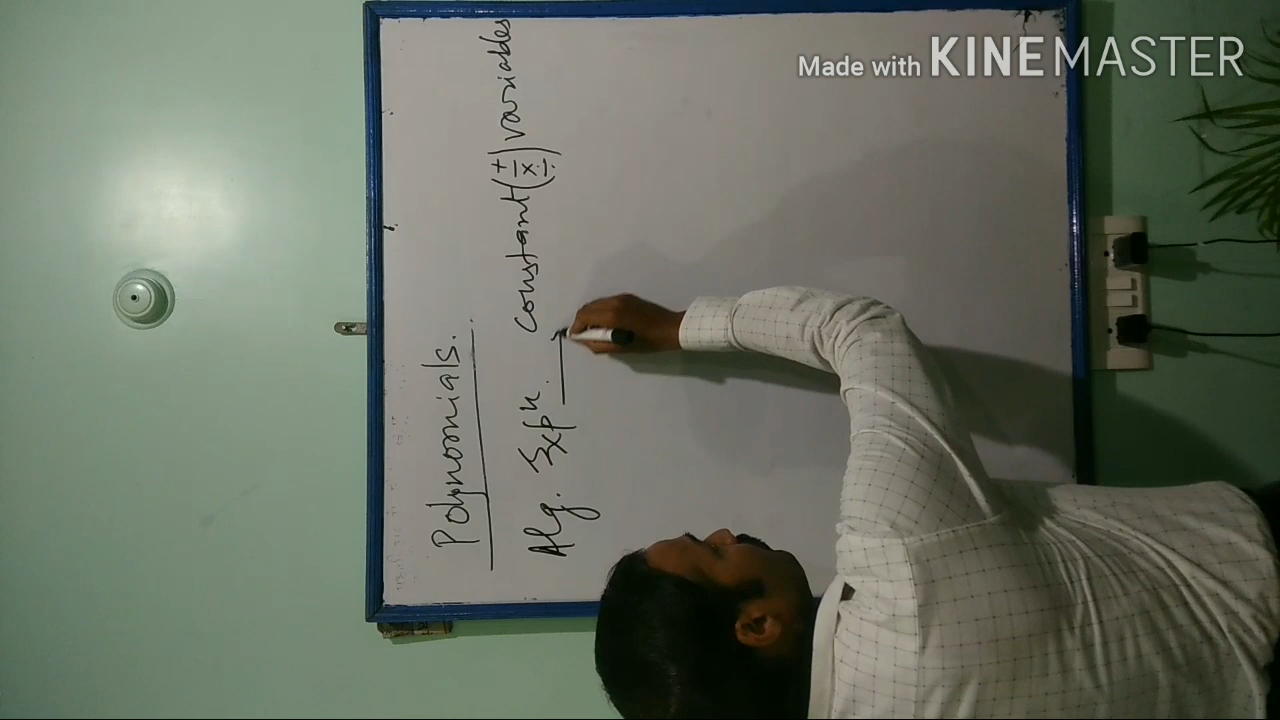 Made with KINEMASTER
Polynomials.
Alg. Expn. constant (+ - × ÷) variables